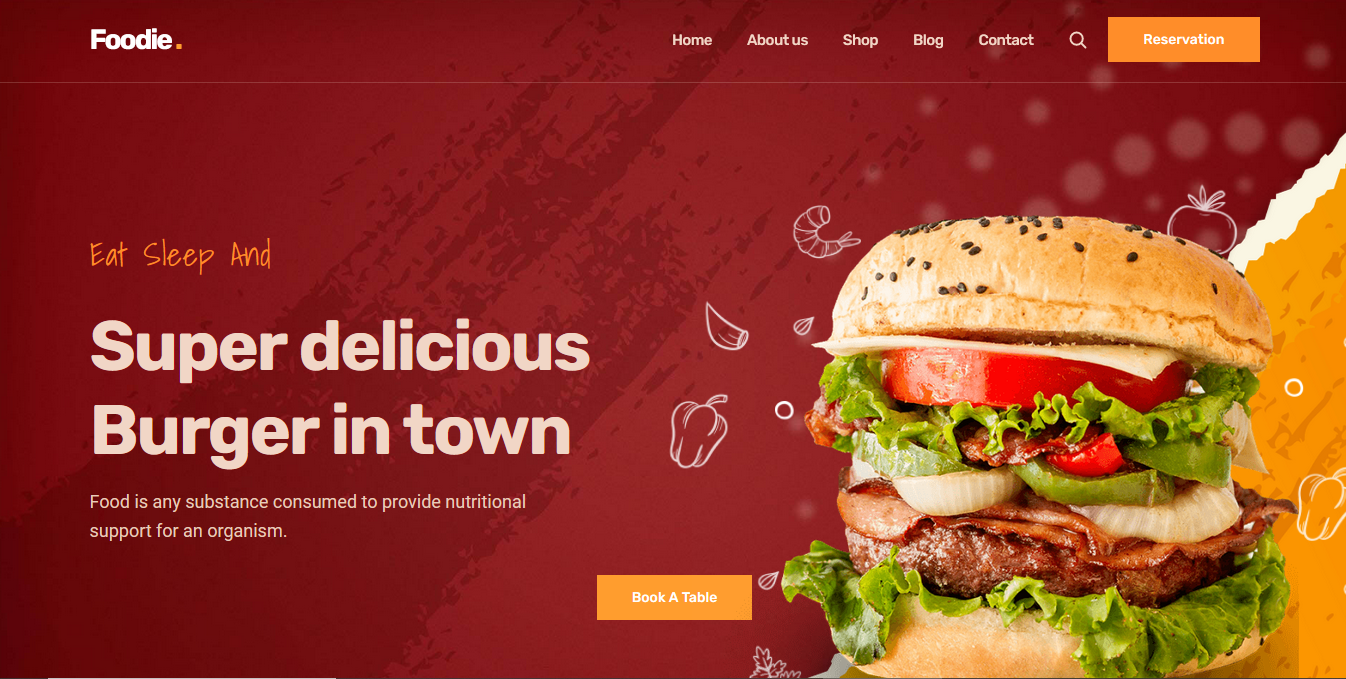 Foodie.
Home About us Shop Blog Contact Reservation
Eat Sleep And
Super delicious
Burger in town
Food is any substance consumed to provide nutritional
support for an organism.
Book A Table